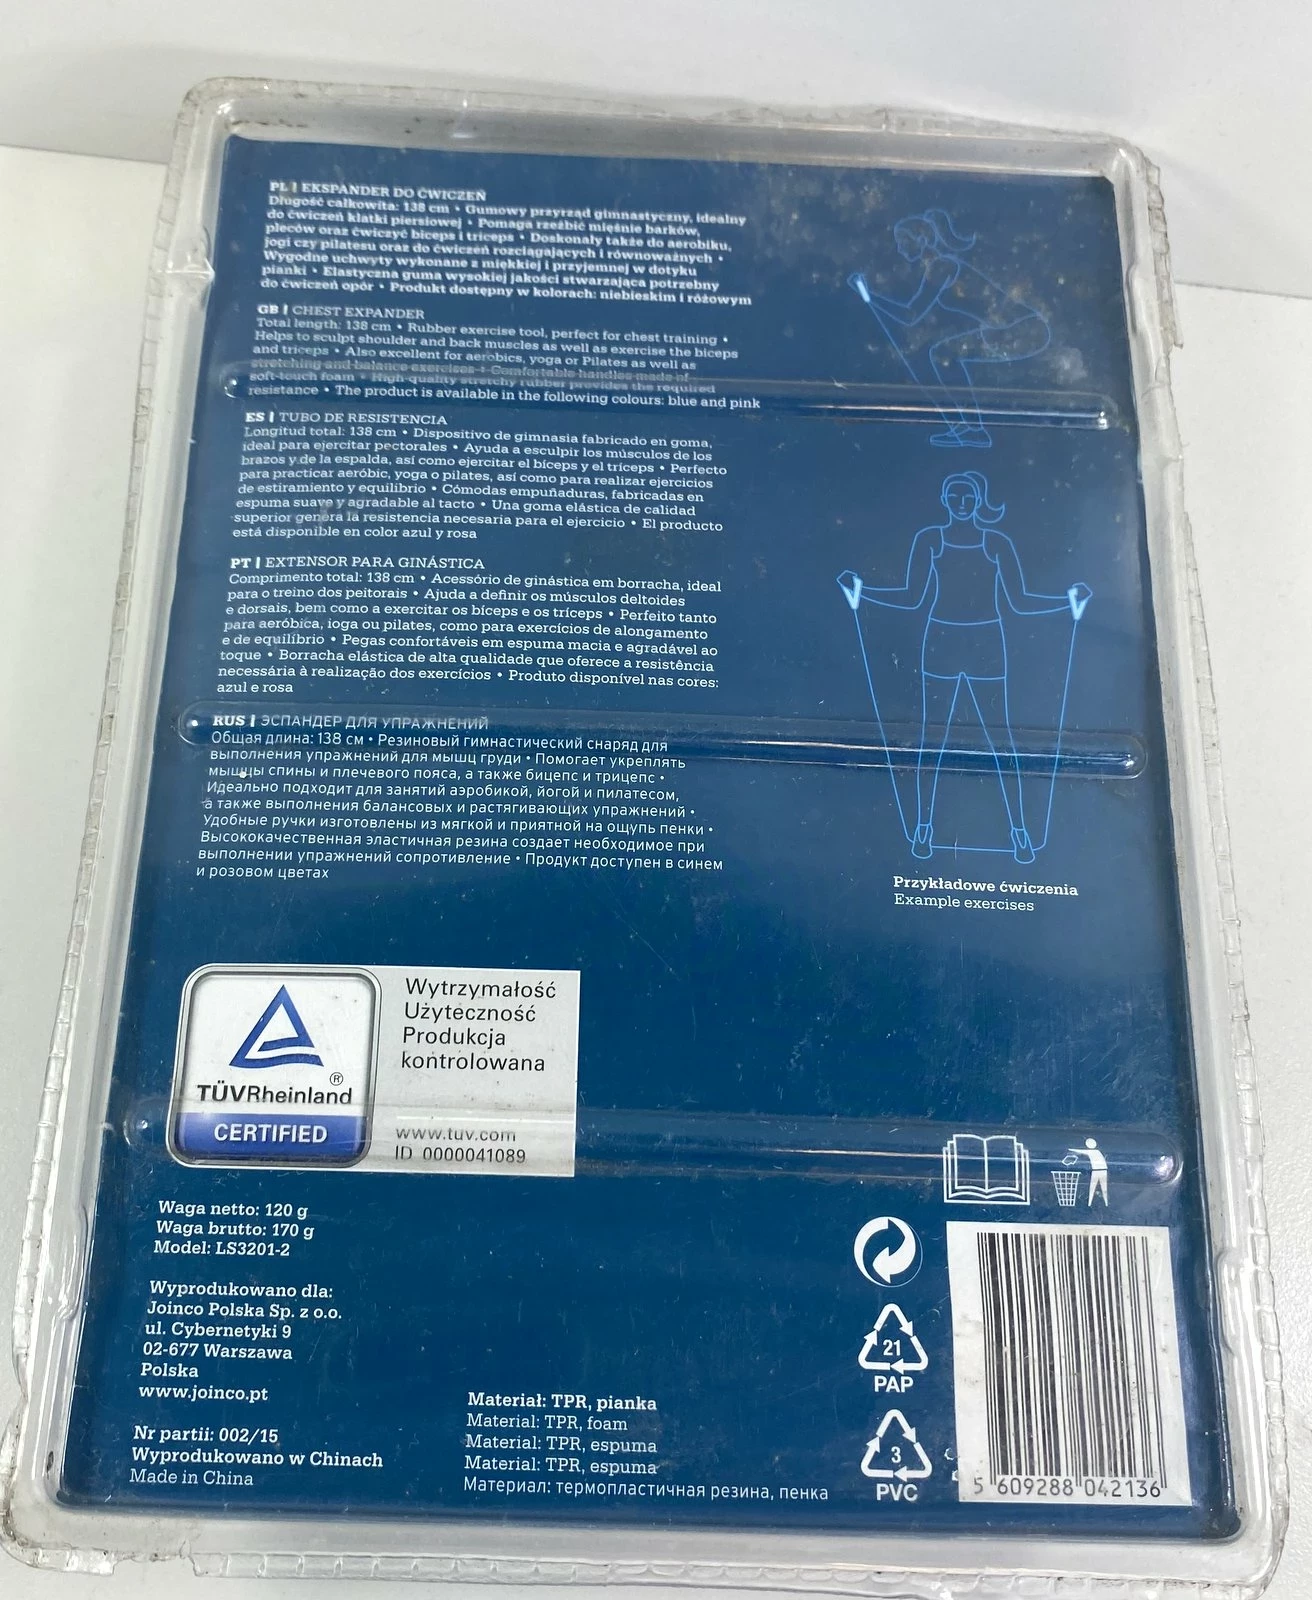 PL | EKSPANDER DO ĆWICZEŃ
Długość całkowita: 138 cm • Gumowy przyrząd gimnastyczny, idealny
do ćwiczeń klatki piersiowej • Pomaga rzeźbić mięśnie barków,
pleców oraz ćwiczyć biceps i triceps • Doskonały także do aerobiku,
jogi czy pilatesu oraz do ćwiczeń rozciągających i równoważnych •
Wygodne uchwyty wykonane z miękkiej i przyjemnej w dotyku
pianki • Elastyczna guma wysokiej jakości stwarzająca potrzebny
do ćwiczeń opór • Produkt dostępny w kolorach: niebieskim i różowym
GB | CHEST EXPANDER
Total length: 138 cm • Rubber exercise tool, perfect for chest training •
Helps to sculpt shoulder and back muscles as well as exercise the biceps
and triceps • Also excellent for aerobics, yoga or Pilates as well as
stretching and balance exercises • Comfortable handles made of
soft-touch foam • High-quality stretchy rubber provides the required
resistance • The product is available in the following colours: blue and pink
ES | TUBO DE RESISTENCIA
Longitud total: 138 cm • Dispositivo de gimnasia fabricado en goma,
ideal para ejercitar pectorales • Ayuda a esculpir los músculos de los
brazos y de la espalda, así como ejercitar el bíceps y el tríceps • Perfecto
para practicar aeróbic, yoga o pilates, así como para realizar ejercicios
de estiramiento y equilibrio • Cómodas empuñaduras, fabricadas en
espuma suave y agradable al tacto • Una goma elástica de calidad
superior genera la resistencia necesaria para el ejercicio • El producto
está disponible en color azul y rosa
PT | EXTENSOR PARA GINÁSTICA
Comprimento total: 138 cm • Acessório de ginástica em borracha, ideal
para o treino dos peitorais • Ajuda a definir os músculos deltoides
e dorsais, bem como a exercitar os bíceps e os tríceps • Perfeito tanto
para aeróbica, ioga ou pilates, como para exercícios de alongamento
e de equilíbrio • Pegas confortáveis em espuma macia e agradável ao
toque • Borracha elástica de alta qualidade que oferece a resistência
necessária à realização dos exercícios • Produto disponível nas cores:
azul e rosa
RUS | ЭСПАНДЕР ДЛЯ УПРАЖНЕНИЙ
Общая длина: 138 см • Резиновый гимнастический снаряд для
выполнения упражнений для мышц груди • Помогает укреплять
мышцы спины и плечевого пояса, а также бицепс и трицепс •
Идеально подходит для занятий аэробикой, йогой и пилатесом,
а также выполнения балансовых и растягивающих упражнений •
Удобные ручки изготовлены из мягкой и приятной на ощупь пенки •
Высококачественная эластичная резина создает необходимое при
выполнении упражнений сопротивление • Продукт доступен в синем
и розовом цветах
Przykładowe ćwiczenia
Example exercises
TÜVRheinland®
CERTIFIED
Wytrzymałość
Użyteczność
Produkcja
kontrolowana
www.tuv.com
ID 0000041089
Waga netto: 120 g
Waga brutto: 170 g
Model: LS3201-2
Wyprodukowano dla:
Joinco Polska Sp. z o.o.
ul. Cybernetyki 9
02-677 Warszawa
Polska
www.joinco.pt
Nr partii: 002/15
Wyprodukowano w Chinach
Made in China
Materiał: TPR, pianka
Material: TPR, foam
Material: TPR, espuma
Material: TPR, espuma
Материал: термопластичная резина, пенка
21
PAP
3
PVC
5 609288 042136